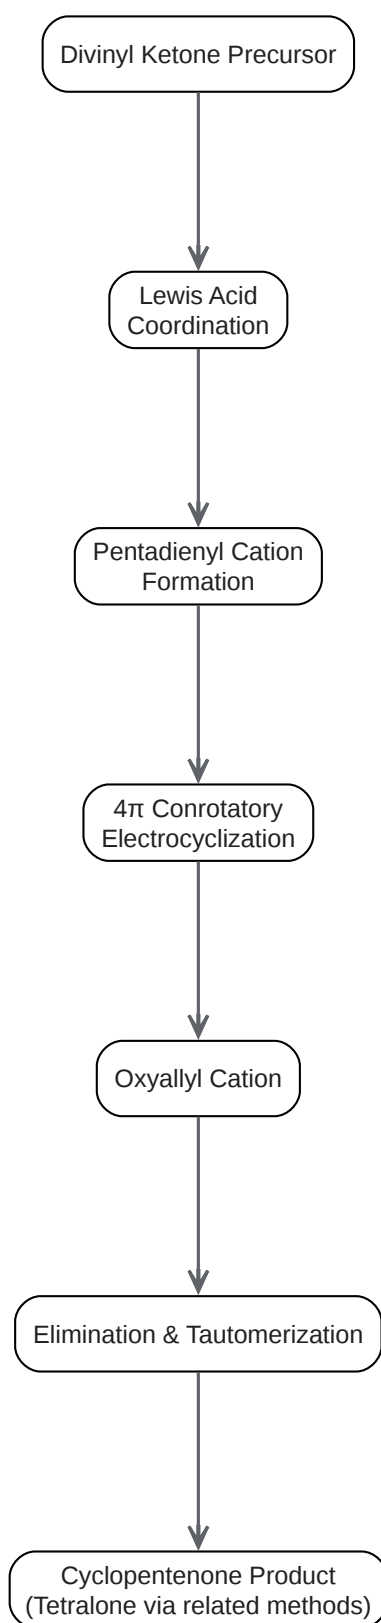 Divinyl Ketone Precursor
Lewis Acid
Coordination
Pentadienyl Cation
Formation
4π Conrotatory
Electrocyclization
Oxyallyl Cation
Elimination & Tautomerization
Cyclopentenone Product
(Tetralone via related methods)